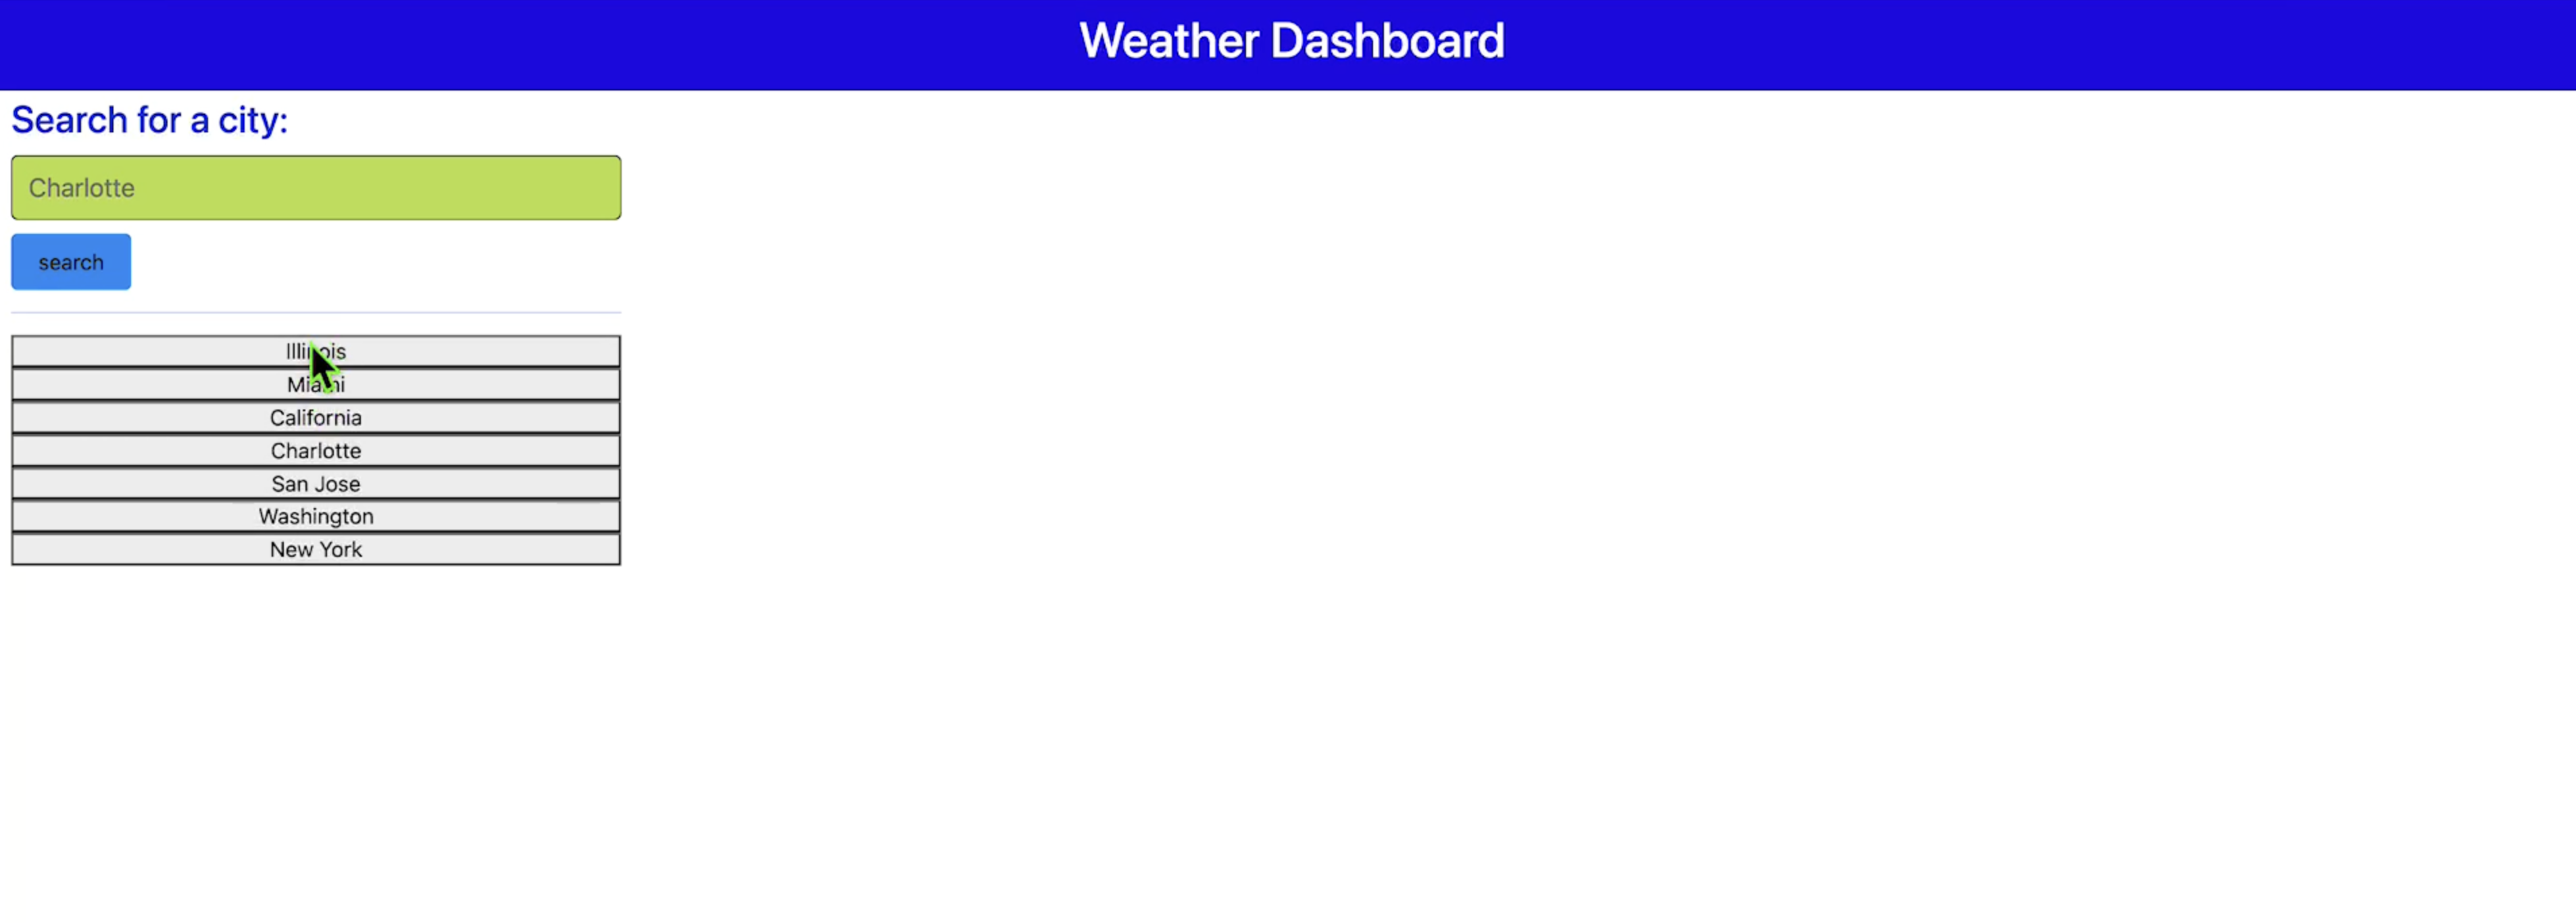 Weather Dashboard
Search for a city:
Charlotte
search
Illinois
Miami
California
Charlotte
San Jose
Washington
New York